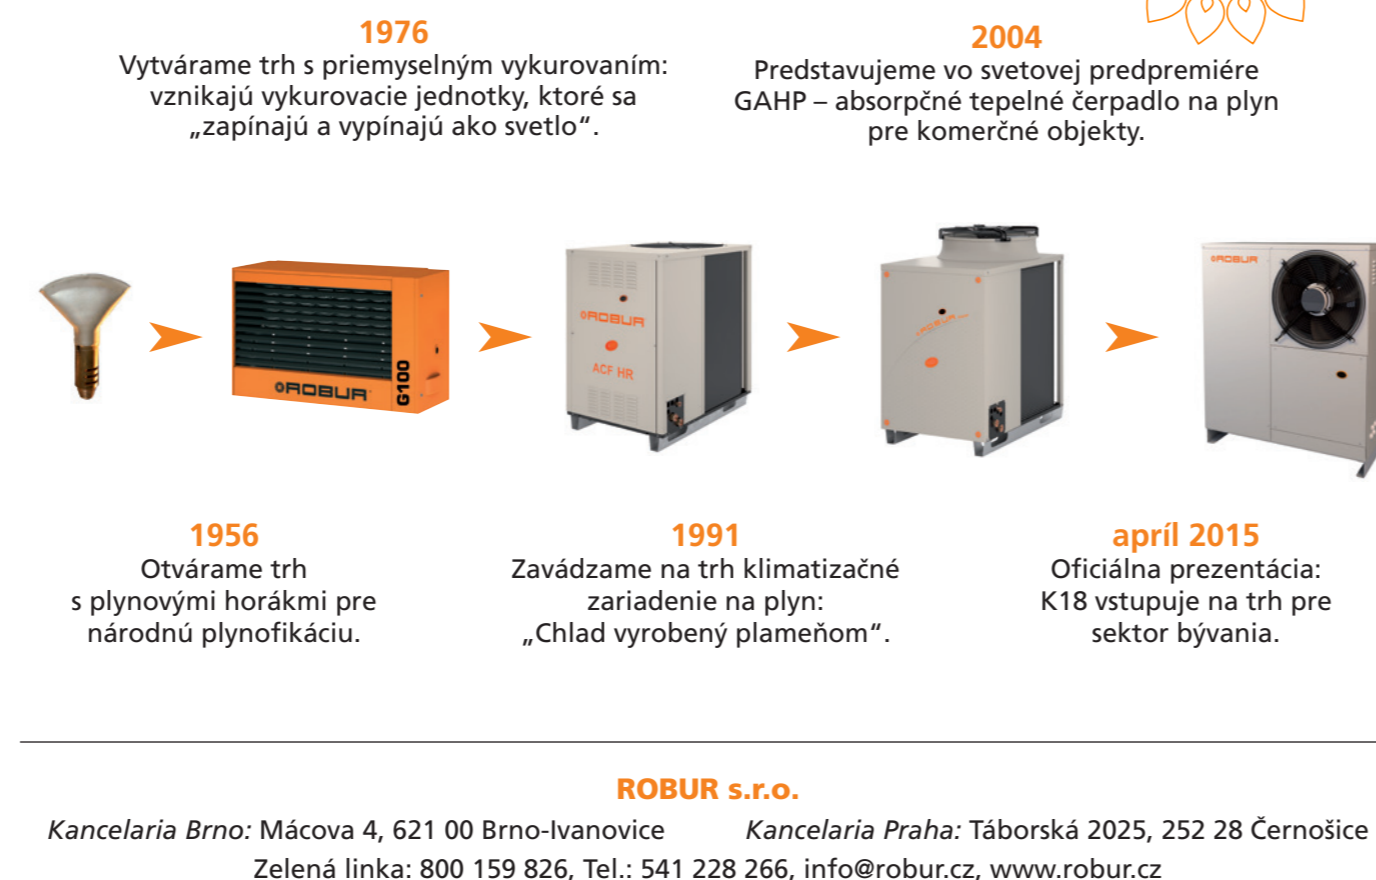 1976
Vytvárame trh s priemyselným vykurovaním:
vznikajú vykurovacie jednotky, ktoré sa
„zapínajú a vypínajú ako svetlo“.
2004
Predstavujeme vo svetovej predpremiére
GAHP – absorpčné tepelné čerpadlo na plyn
pre komerčné objekty.
ROBUR
G100
ROBUR
ACF HR
ROBUR
ROBUR
1956
Otvárame trh
s plynovými horákmi pre
národnú plynofikáciu.
1991
Zavádzame na trh klimatizačné
zariadenie na plyn:
„Chlad vyrobený plameňom“.
apríl 2015
Oficiálna prezentácia:
K18 vstupuje na trh pre
sektor bývania.
ROBUR s.r.o.
Kancelaria Brno: Mácova 4, 621 00 Brno-Ivanovice Kancelaria Praha: Táborská 2025, 252 28 Černošice
Zelená linka: 800 159 826, Tel.: 541 228 266, info@robur.cz, www.robur.cz